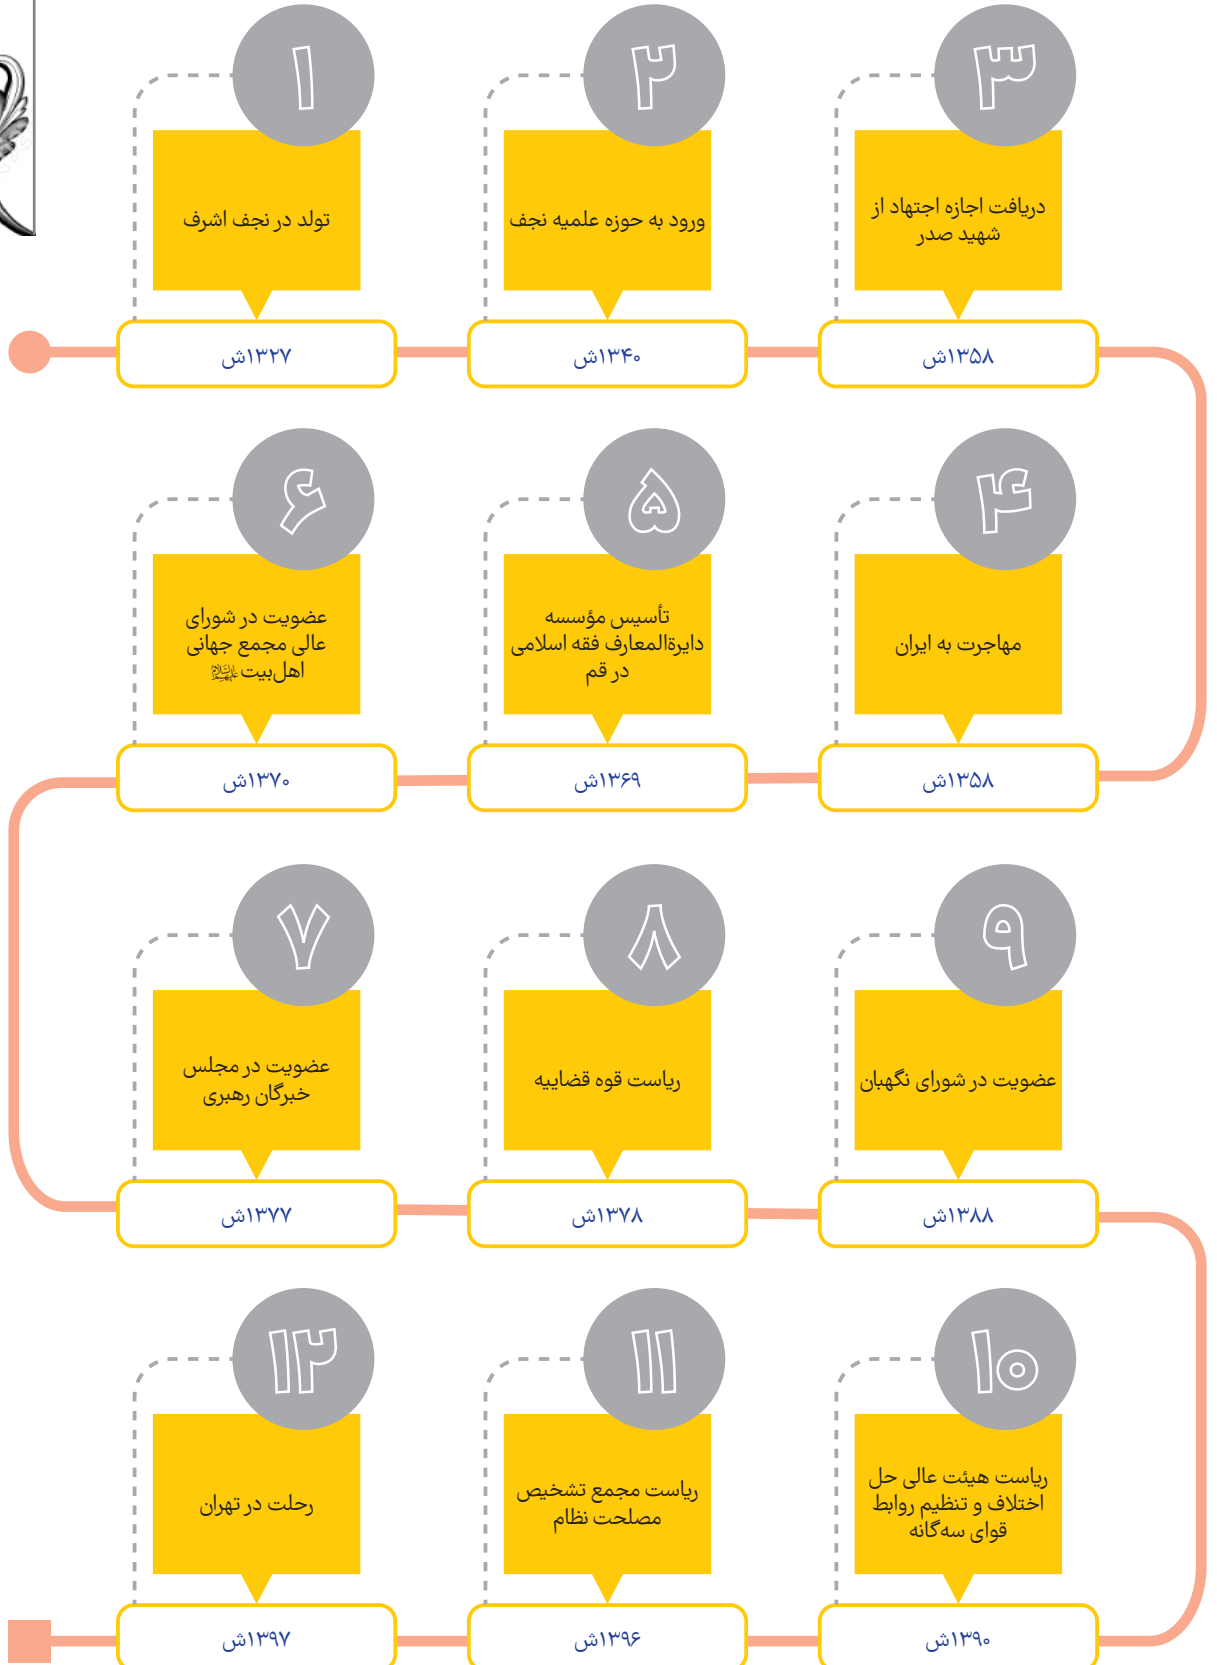 ۱
تولد در نجف اشرف
۱۳۲۷ش
۲
ورود به حوزه علمیه نجف
۱۳۴۰ش
۳
دریافت اجازه اجتهاد از
شهید صدر
۱۳۵۸ش
۴
مهاجرت به ایران
۱۳۵۸ش
۵
تأسیس مؤسسه
دایرةالمعارف فقه اسلامی
در قم
۱۳۶۹ش
۶
عضویت در شورای
عالی مجمع جهانی
اهل‌بیت علیهم‌السلام
۱۳۷۰ش
۷
عضویت در مجلس
خبرگان رهبری
۱۳۷۷ش
۸
ریاست قوه قضاییه
۱۳۷۸ش
۹
عضویت در شورای نگهبان
۱۳۸۸ش
۱۰
ریاست هیئت عالی حل
اختلاف و تنظیم روابط
قوای سه‌گانه
۱۳۹۰ش
۱۱
ریاست مجمع تشخیص
مصلحت نظام
۱۳۹۶ش
۱۲
رحلت در تهران
۱۳۹۷ش